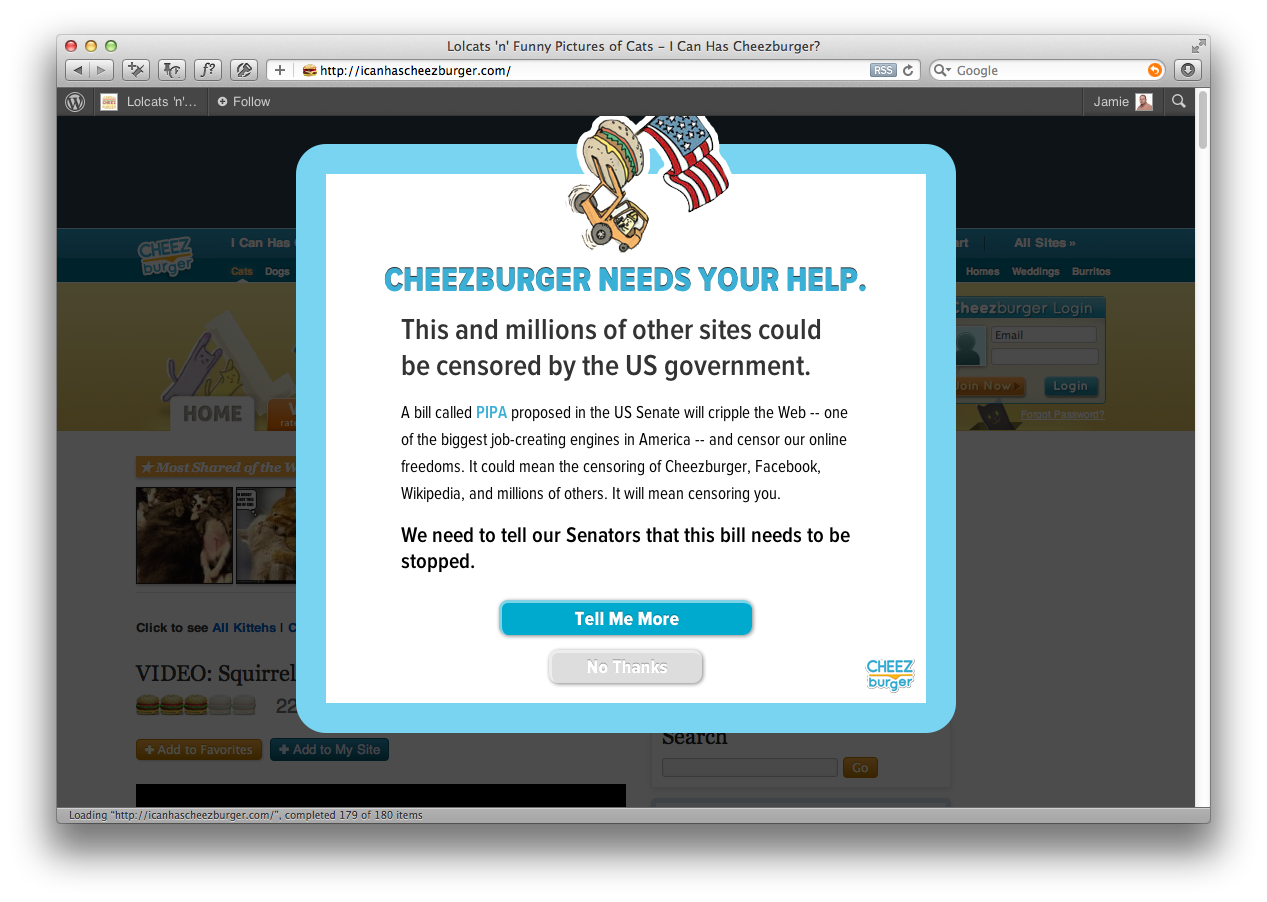 Lolcats 'n' Funny Pictures of Cats – I Can Has Cheezburger?
f?
http://icanhascheezburger.com/
RSS
Google
Lolcats 'n'...
Follow
Jamie
CHEEZ
burger
I Can Has
All Sites »
Cats Dogs
Homes Weddings Burritos
Cheezburger Login
Email
Join Now
Login
Forgot Password?
HOME
Most Shared of the W
CHEEZBURGER NEEDS YOUR HELP.
This and millions of other sites could
be censored by the US government.
A bill called PIPA proposed in the US Senate will cripple the Web -- one
of the biggest job-creating engines in America -- and censor our online
freedoms. It could mean the censoring of Cheezburger, Facebook,
Wikipedia, and millions of others. It will mean censoring you.
We need to tell our Senators that this bill needs to be
stopped.
Tell Me More
No Thanks
CHEEZ
burger
Click to see All Kittehs |
VIDEO: Squirrel
22
Add to Favorites
Add to My Site
Search
Go
Loading “http://icanhascheezburger.com/”, completed 179 of 180 items